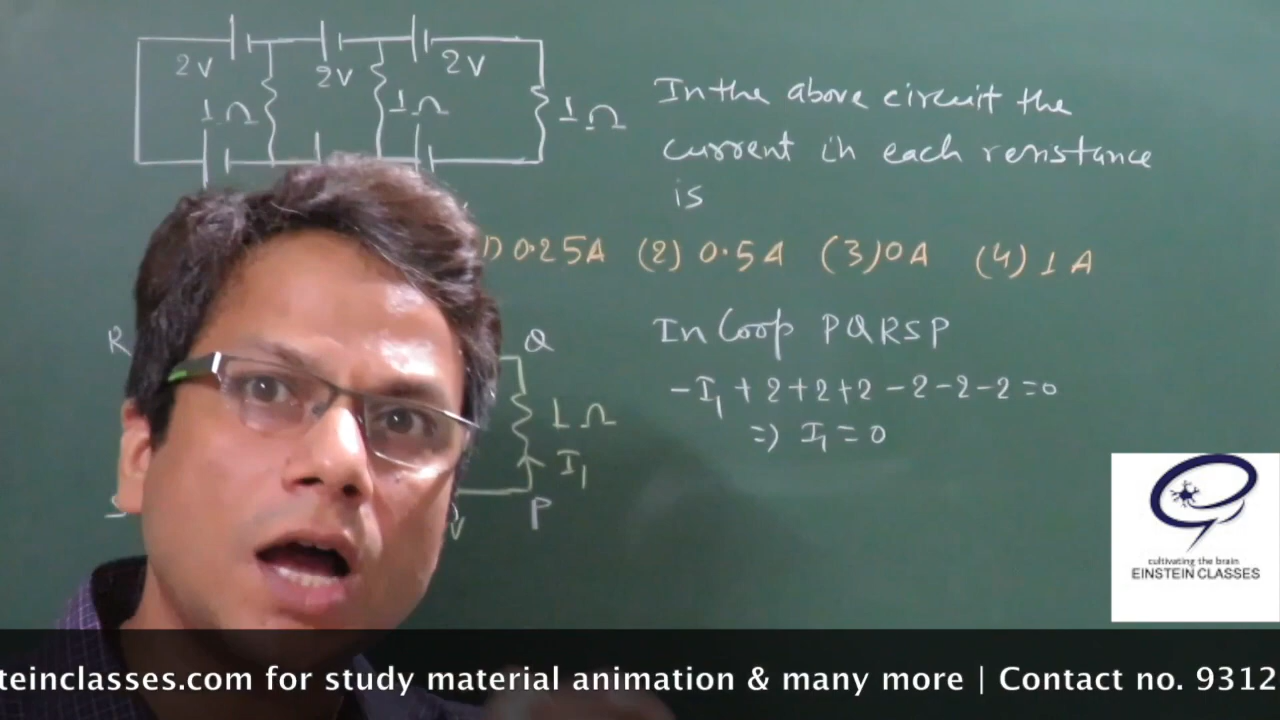 2V 2V 2V
1Ω 1Ω 1Ω
In the above circuit the
current in each resistance
is
1) 0.25A (2) 0.5A (3) 0A (4) 1A
R Q
In Loop PQRSP
-I₁ + 2+2+2 -2-2-2 = 0
1Ω
=) I₁ = 0
I₁
P
V
cultivating the brain
EINSTEIN CLASSES
teinclasses.com for study material animation & many more | Contact no. 9312